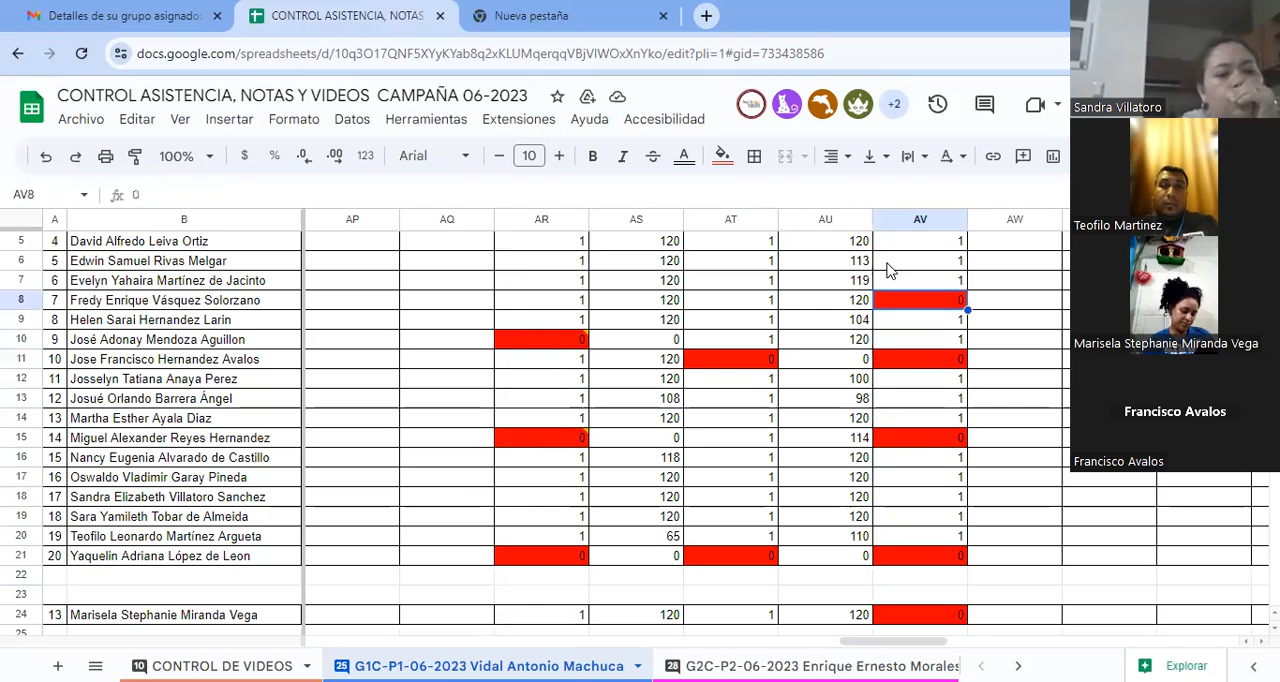 Detalles de su grupo asignado
CONTROL ASISTENCIA, NOTAS
Nueva pestaña
docs.google.com/spreadsheets/d/10q3O17QNF5XYyKYab8q2xKLUMqerqqVBjVlWOxXnYko/edit?pli=1#gid=733438586
CONTROL ASISTENCIA, NOTAS Y VIDEOS CAMPAÑA 06-2023
+2
Archivo Editar Ver Insertar Formato Datos Herramientas Extensiones Ayuda Accesibilidad
100% $ % .0 .00 123 Arial 10 B I A
AV8 fx 0
A B AP AQ AR AS AT AU AV AW
5 4 David Alfredo Leiva Ortiz 1 120 1 120 1
6 5 Edwin Samuel Rivas Melgar 1 120 1 113 1
7 6 Evelyn Yahaira Martínez de Jacinto 1 120 1 119 1
8 7 Fredy Enrique Vásquez Solorzano 1 120 1 120 0
9 8 Helen Sarai Hernandez Larin 1 120 1 104 1
10 9 José Adonay Mendoza Aguillon 0 0 1 120 1
11 10 Jose Francisco Hernandez Avalos 1 120 0 0 0
12 11 Josselyn Tatiana Anaya Perez 1 120 1 100 1
13 12 Josué Orlando Barrera Ángel 1 108 1 98 1
14 13 Martha Esther Ayala Diaz 1 120 1 120 1
15 14 Miguel Alexander Reyes Hernandez 0 0 1 114 0
16 15 Nancy Eugenia Alvarado de Castillo 1 118 1 120 1
17 16 Oswaldo Vladimir Garay Pineda 1 120 1 120 1
18 17 Sandra Elizabeth Villatoro Sanchez 1 120 1 120 1
19 18 Sara Yamileth Tobar de Almeida 1 120 1 120 1
20 19 Teofilo Leonardo Martínez Argueta 1 65 1 110 1
21 20 Yaquelin Adriana López de Leon 0 0 0 0 0
22
23
24 13 Marisela Stephanie Miranda Vega 1 120 1 120 0
25
10 CONTROL DE VIDEOS 25 G1C-P1-06-2023 Vidal Antonio Machuca 28 G2C-P2-06-2023 Enrique Ernesto Morales
Explorar
Sandra Villatoro
Teofilo Martinez
Marisela Stephanie Miranda Vega
Francisco Avalos
Francisco Avalos